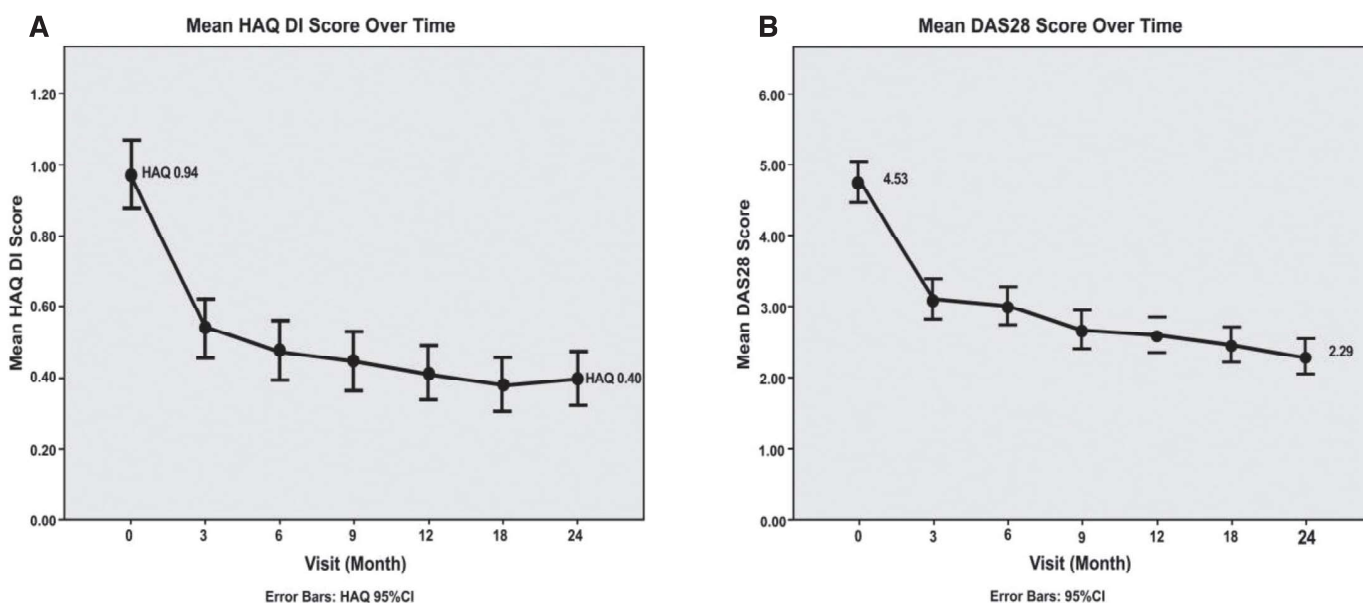 A
Mean HAQ DI Score Over Time
Mean HAQ DI Score
1.20
1.00
0.80
0.60
0.40
0.20
0.00
HAQ 0.94
HAQ 0.40
0 3 6 9 12 18 24
Visit (Month)
Error Bars: HAQ 95%CI
B
Mean DAS28 Score Over Time
Mean DAS28 Score
6.00
5.00
4.00
3.00
2.00
1.00
0.00
4.53
2.29
0 3 6 9 12 18 24
Visit (Month)
Error Bars: 95%CI